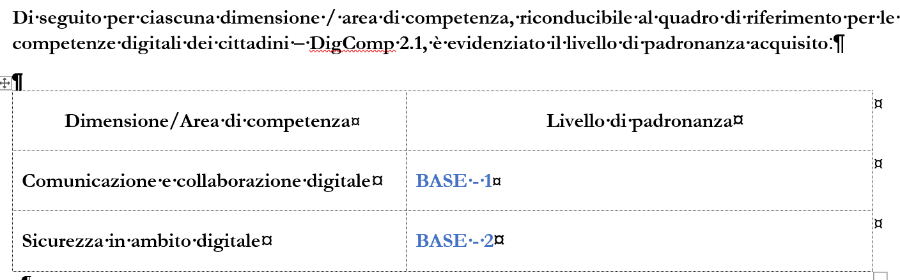 Di seguito per ciascuna dimensione / area di competenza, riconducibile al quadro di riferimento per le
competenze digitali dei cittadini – DigComp 2.1, è evidenziato il livello di padronanza acquisito:¶
¶
Dimensione/Area di competenza¤ Livello di padronanza¤ ¤
Comunicazione e collaborazione digitale¤ BASE - 1¤ ¤
Sicurezza in ambito digitale¤ BASE - 2¤ ¤